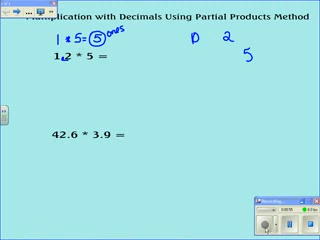 Multiplication with Decimals Using Partial Products Method
1 * 5 = 5 ones D 2
1.2 * 5 = 5
42.6 * 3.9 =